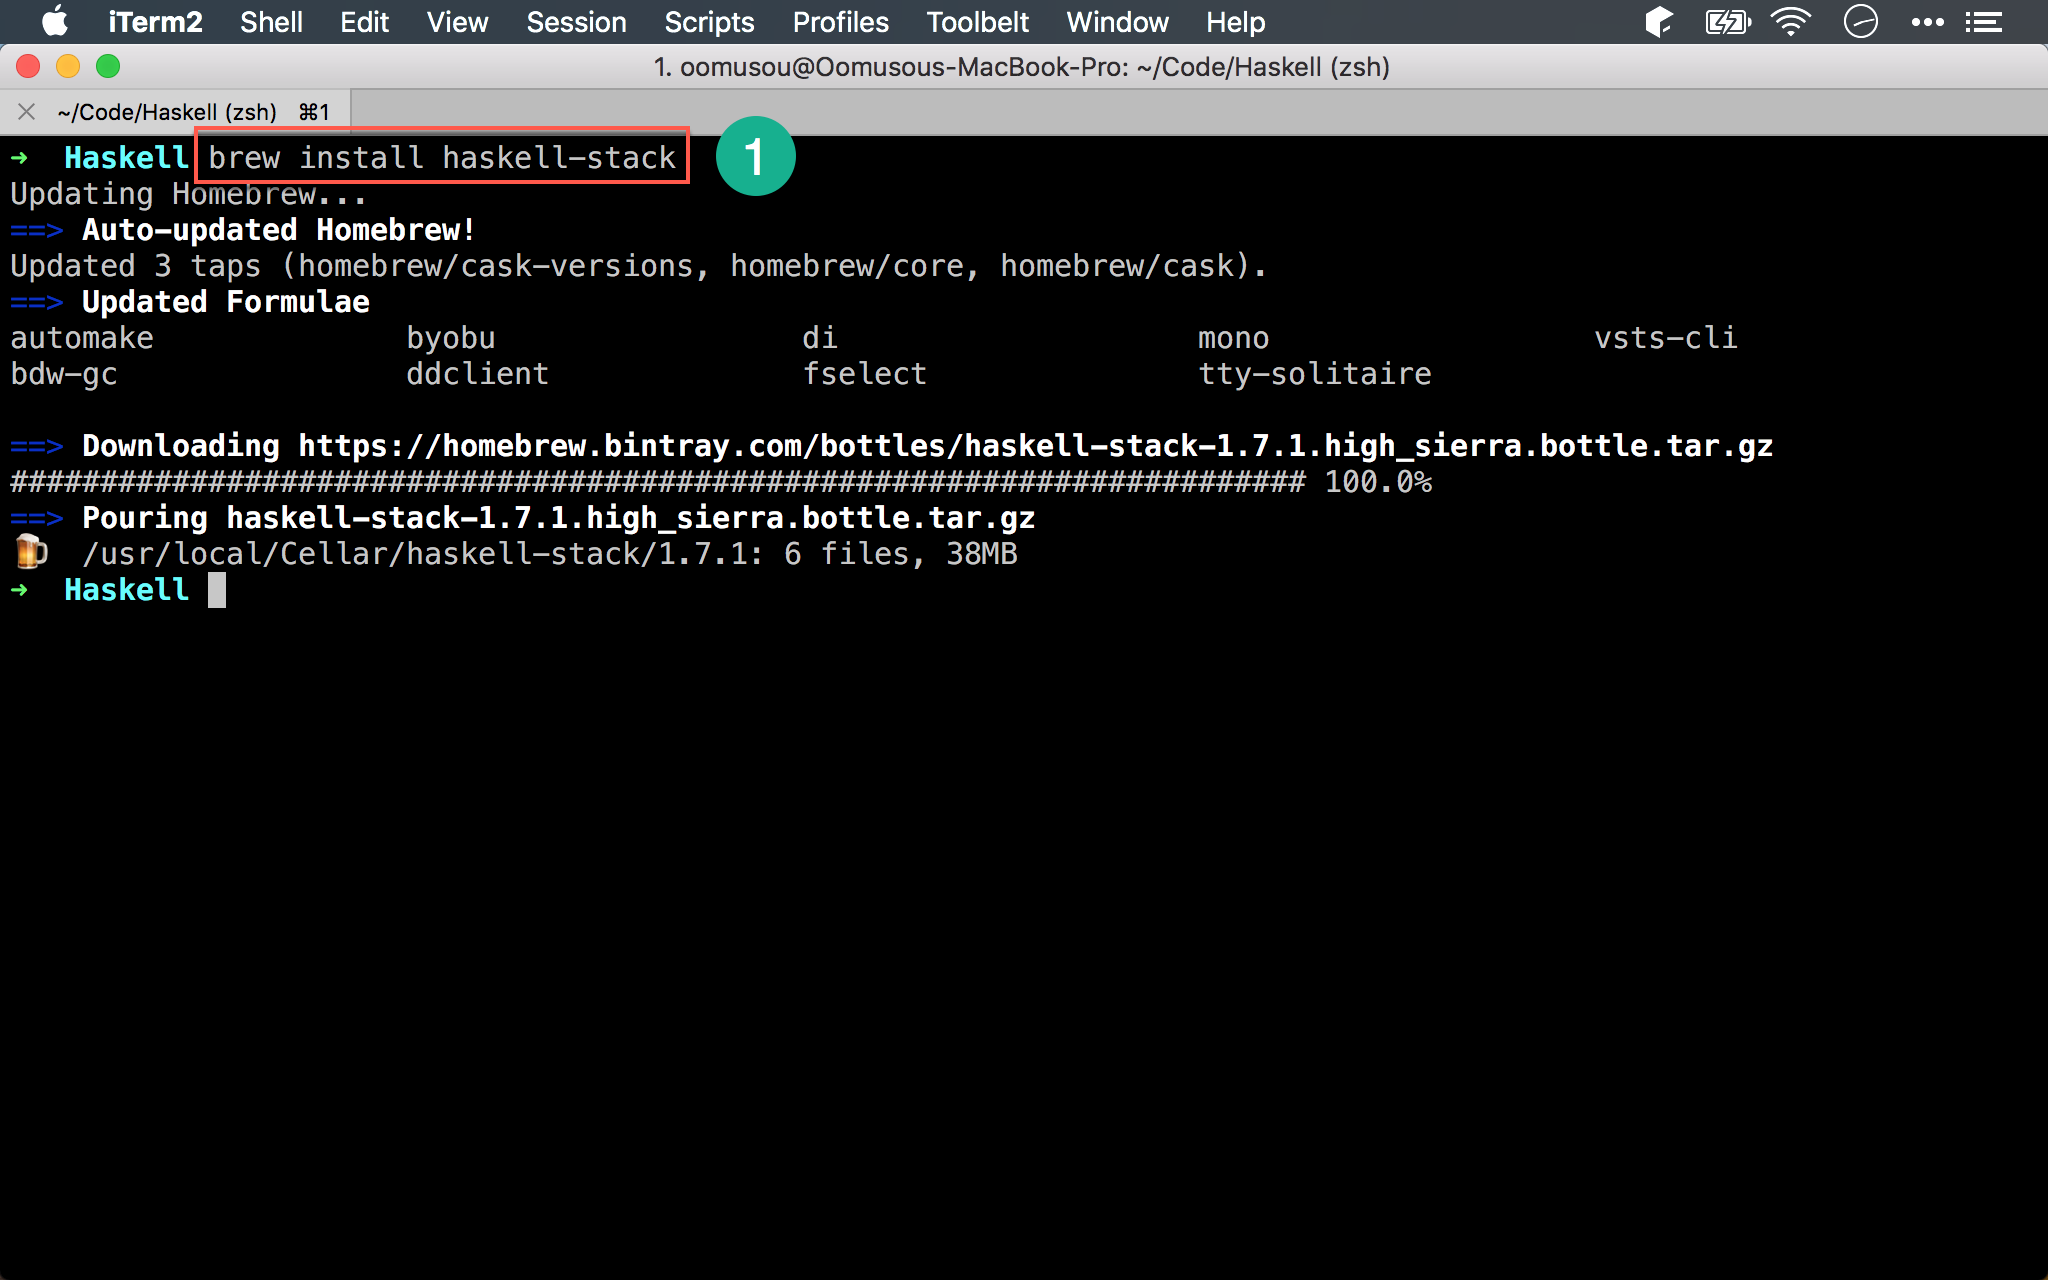 iTerm2 Shell Edit View Session Scripts Profiles Toolbelt Window Help
1. oomusou@Oomusous-MacBook-Pro: ~/Code/Haskell (zsh)
~/Code/Haskell (zsh) ⌘1
➜ Haskell brew install haskell-stack 1
Updating Homebrew...
==> Auto-updated Homebrew!
Updated 3 taps (homebrew/cask-versions, homebrew/core, homebrew/cask).
==> Updated Formulae
automake byobu di mono vsts-cli
bdw-gc ddclient fselect tty-solitaire
==> Downloading https://homebrew.bintray.com/bottles/haskell-stack-1.7.1.high_sierra.bottle.tar.gz
######################################################################## 100.0%
==> Pouring haskell-stack-1.7.1.high_sierra.bottle.tar.gz
🍺 /usr/local/Cellar/haskell-stack/1.7.1: 6 files, 38MB
➜ Haskell